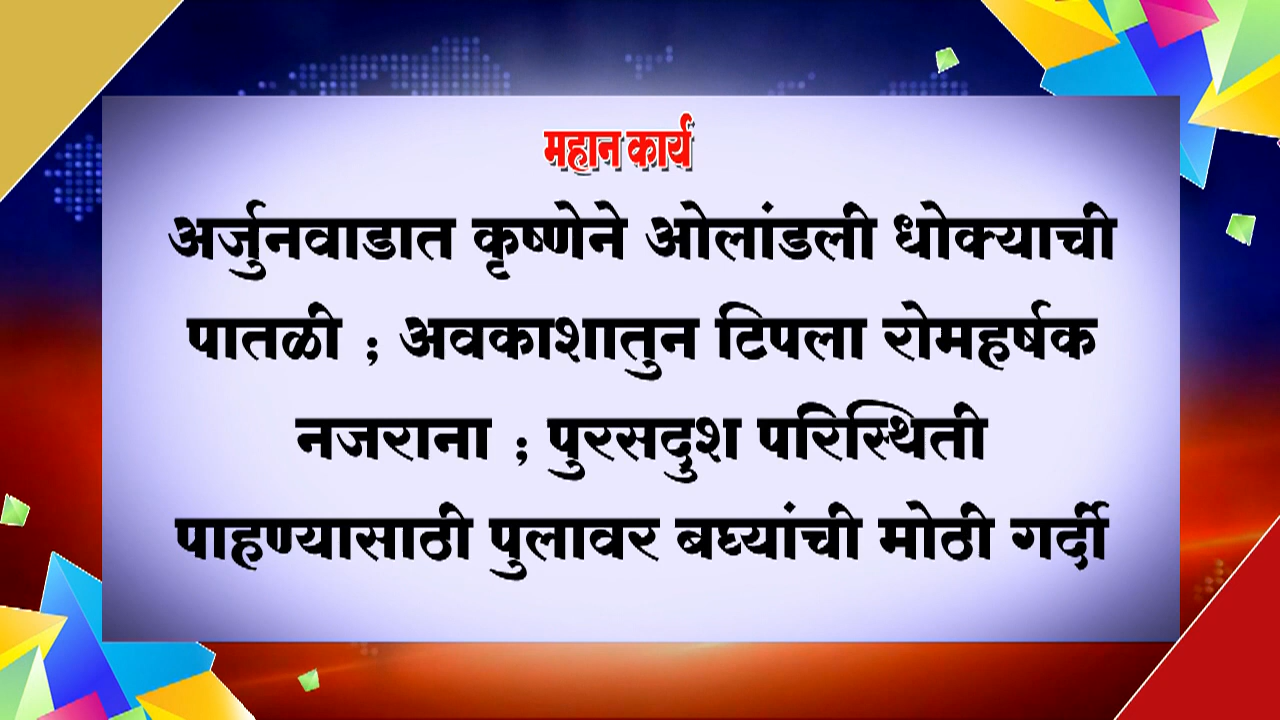 महान कार्य
अर्जुनवाडात कृष्णेने ओलांडली धोक्याची
पातळी ; अवकाशातुन टिपला रोमहर्षक
नजराना ; पुरसदुश परिस्थिती
पाहण्यासाठी पुलावर बघ्यांची मोठी गर्दी